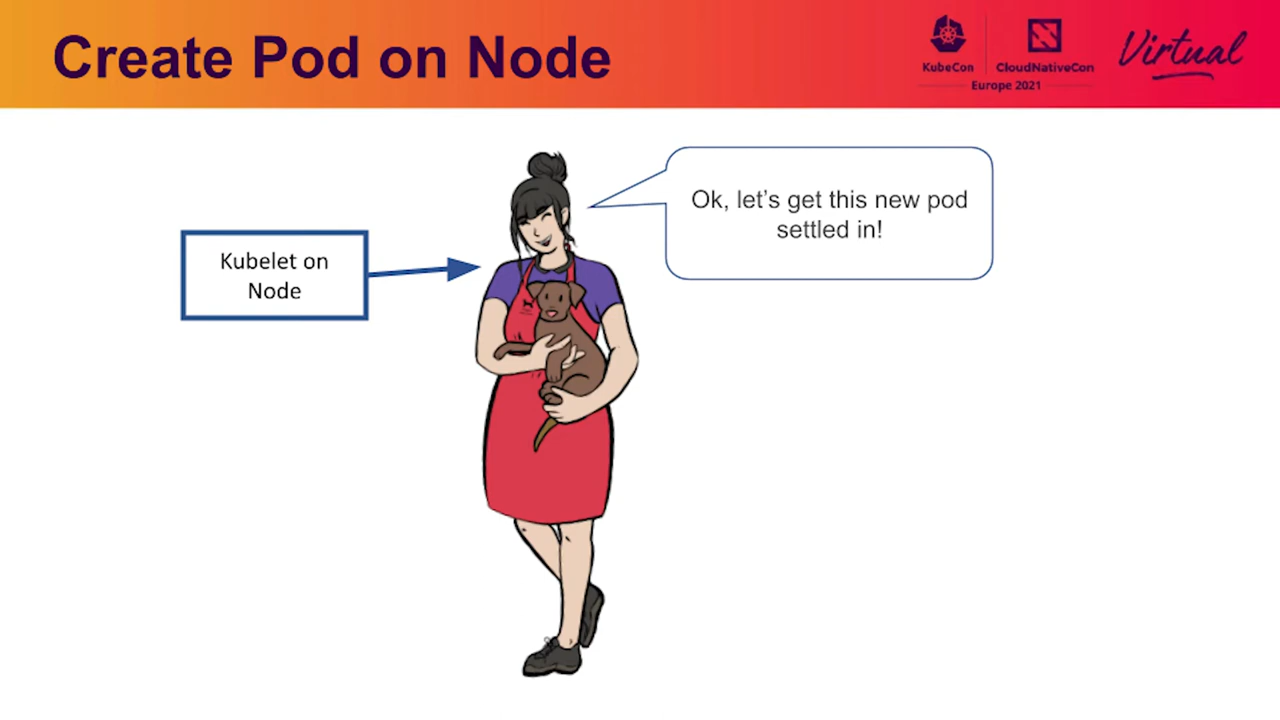 Create Pod on Node
KubeCon
CloudNativeCon
Europe 2021
Virtual
Ok, let's get this new pod
settled in!
Kubelet on
Node